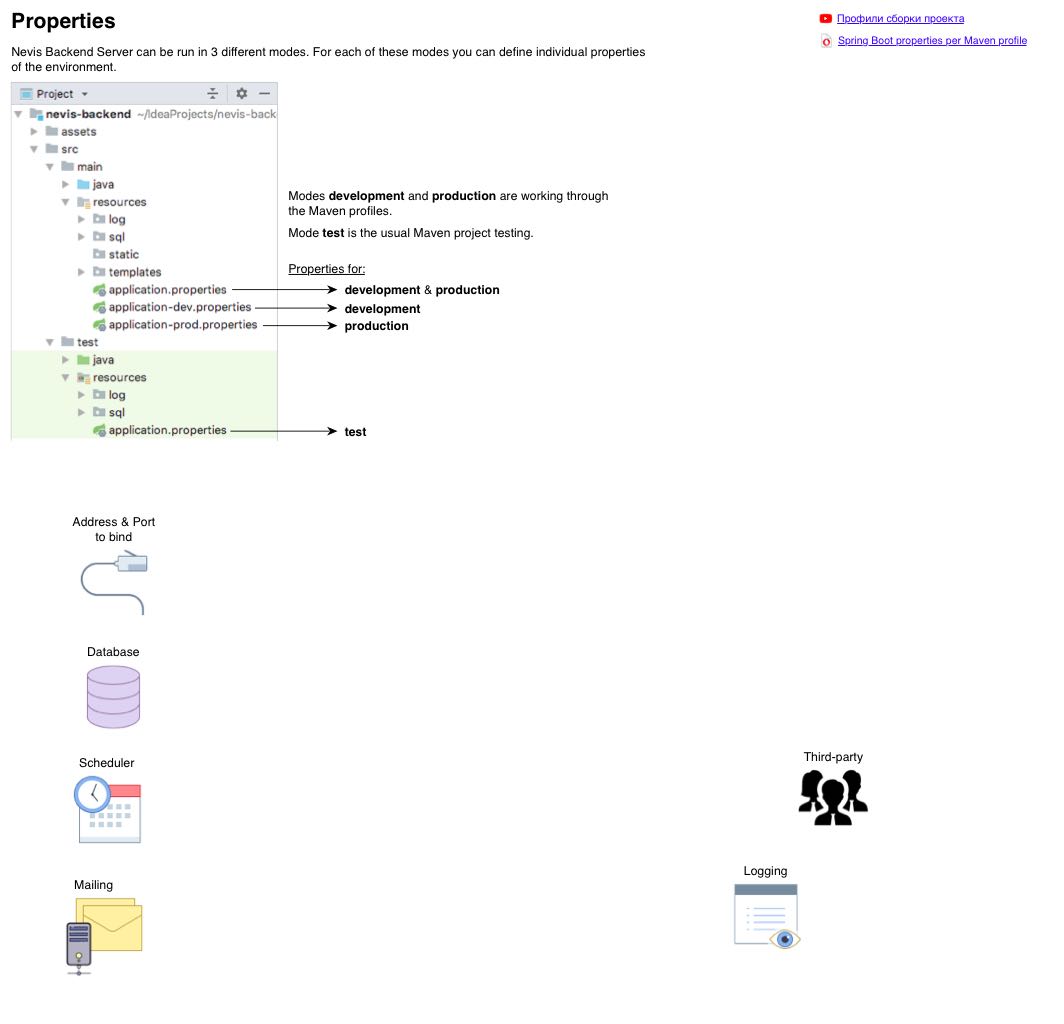 Properties
Профили сборки проекта
Spring Boot properties per Maven profile
Nevis Backend Server can be run in 3 different modes. For each of these modes you can define individual properties
of the environment.
Project
nevis-backend ~/IdeaProjects/nevis-back
assets
src
main
java
resources
log
sql
static
templates
application.properties
application-dev.properties
application-prod.properties
test
java
resources
log
sql
application.properties
Modes development and production are working through
the Maven profiles.
Mode test is the usual Maven project testing.
Properties for:
development & production
development
production
test
Address & Port
to bind
Database
Scheduler
Third-party
Mailing
Logging